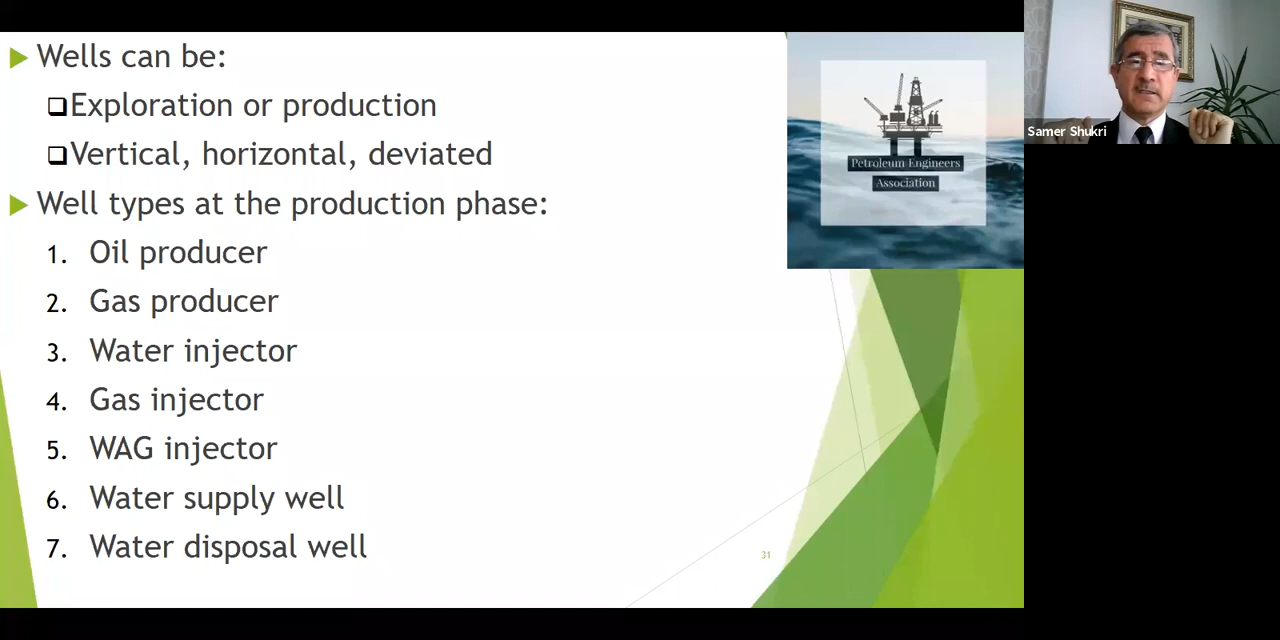 Wells can be:
Exploration or production
Vertical, horizontal, deviated
Well types at the production phase:
1. Oil producer
2. Gas producer
3. Water injector
4. Gas injector
5. WAG injector
6. Water supply well
7. Water disposal well
31
Petroleum Engineers
Association
Samer Shukri